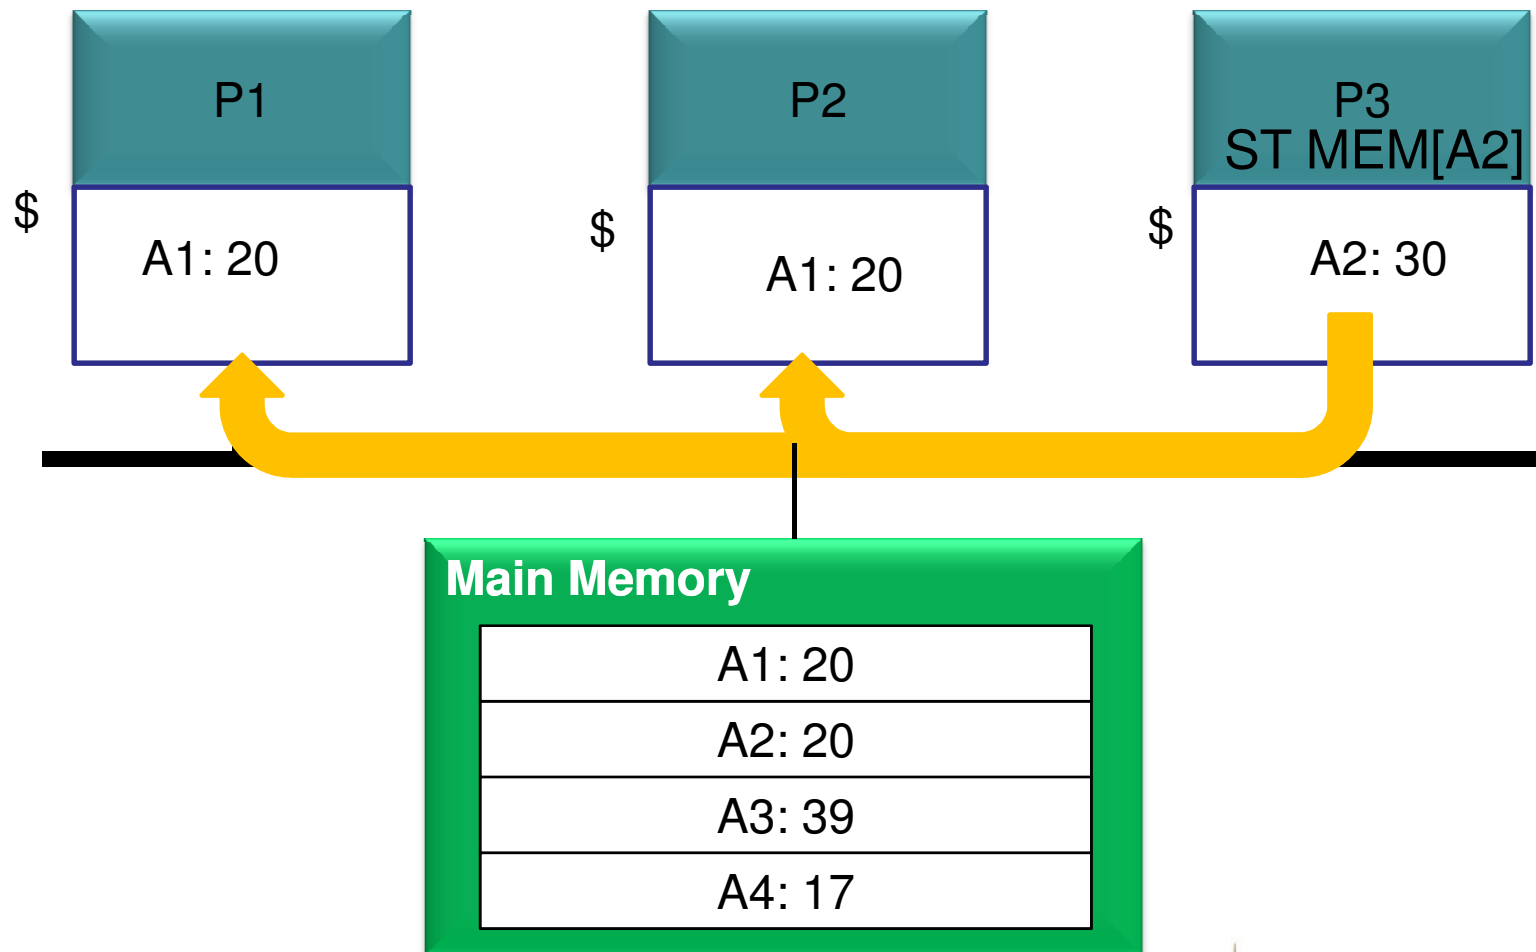 P1
P2
P3
ST MEM[A2]
$
A1: 20
$
A1: 20
$
A2: 30
Main Memory
A1: 20
A2: 20
A3: 39
A4: 17